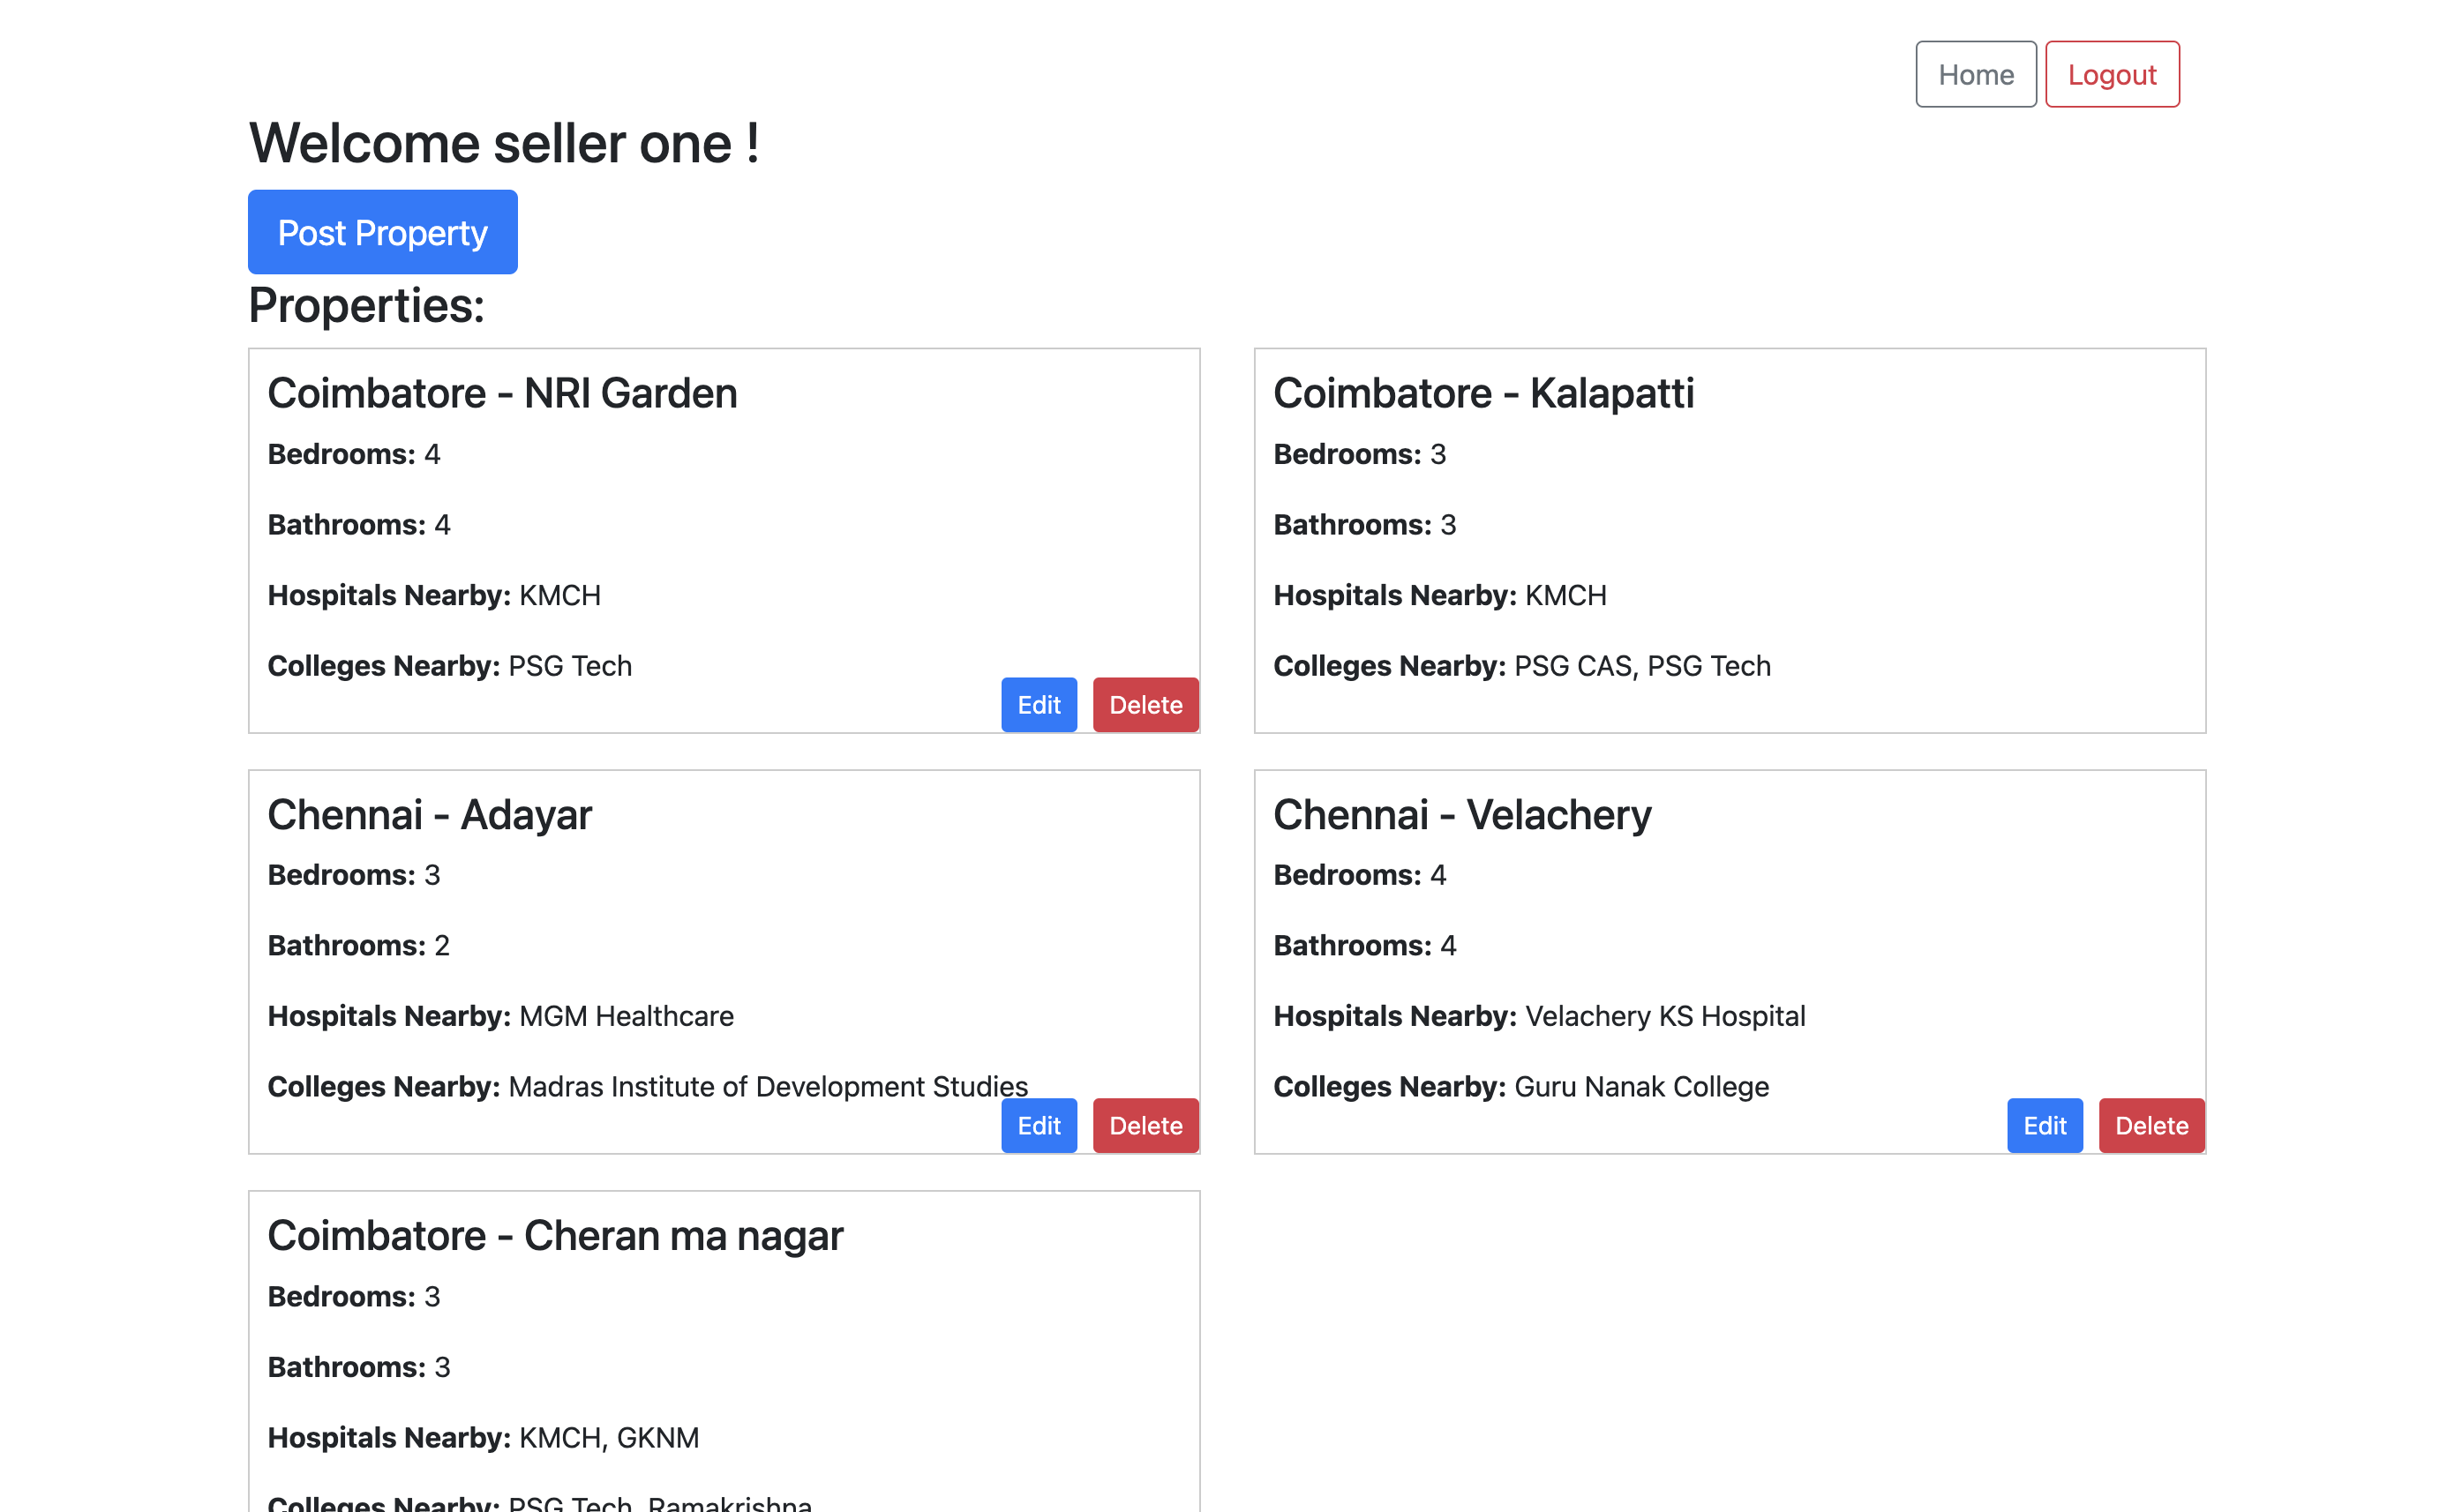 Home Logout
Welcome seller one !
Post Property
Properties:
Coimbatore - NRI Garden
Bedrooms: 4
Bathrooms: 4
Hospitals Nearby: KMCH
Colleges Nearby: PSG Tech
Edit Delete
Coimbatore - Kalapatti
Bedrooms: 3
Bathrooms: 3
Hospitals Nearby: KMCH
Colleges Nearby: PSG CAS, PSG Tech
Chennai - Adayar
Bedrooms: 3
Bathrooms: 2
Hospitals Nearby: MGM Healthcare
Colleges Nearby: Madras Institute of Development Studies
Edit Delete
Chennai - Velachery
Bedrooms: 4
Bathrooms: 4
Hospitals Nearby: Velachery KS Hospital
Colleges Nearby: Guru Nanak College
Edit Delete
Coimbatore - Cheran ma nagar
Bedrooms: 3
Bathrooms: 3
Hospitals Nearby: KMCH, GKNM
Colleges Nearby: PSG Tech, Ramakrishna